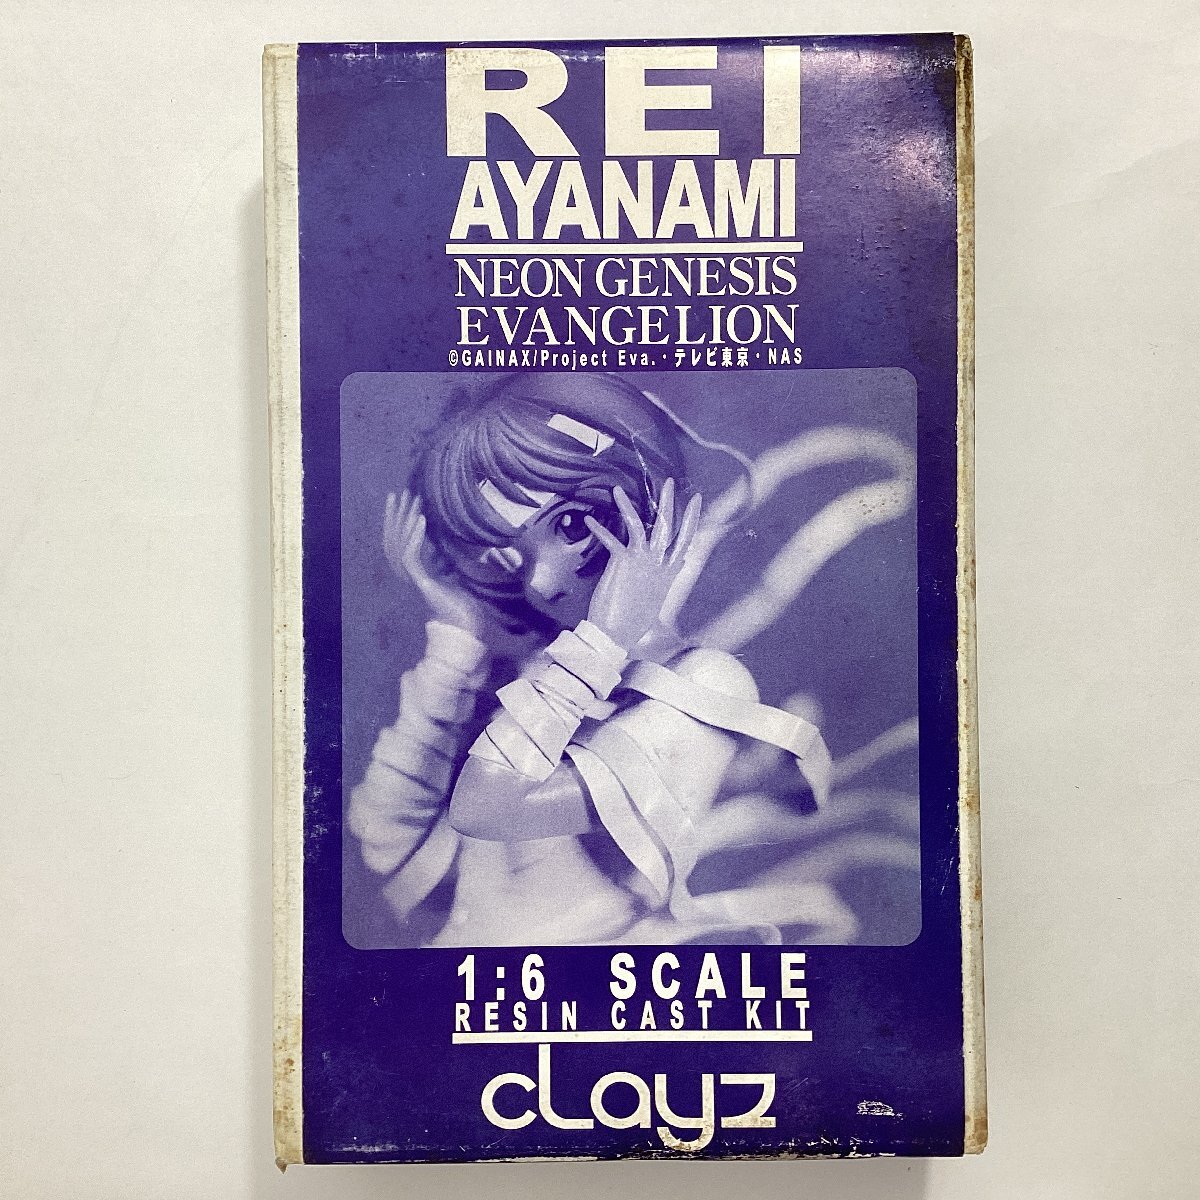 REI
AYANAMI
NEON GENESIS
EVANGELION
©GAINAX/Project Eva.・テレビ東京・NAS
1:6 SCALE
RESIN CAST KIT
cLayz